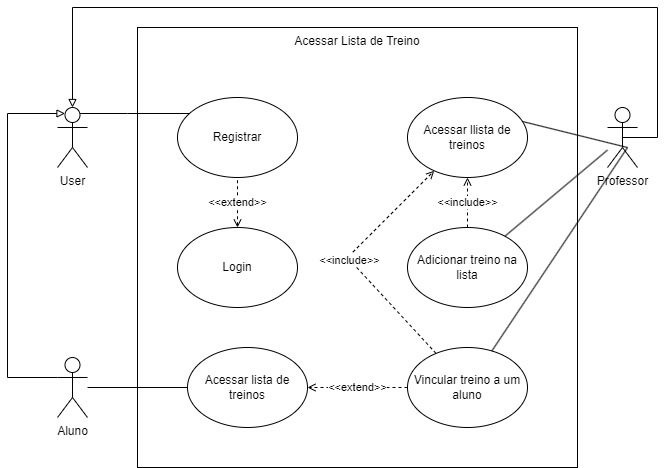 Acessar Lista de Treino
Registrar
Acessar llista de
treinos
User
Professor
<<extend>>
<<include>>
Login
<<include>>
Adicionar treino na
lista
Acessar lista de
treinos
<<extend>>
Vincular treino a um
aluno
Aluno